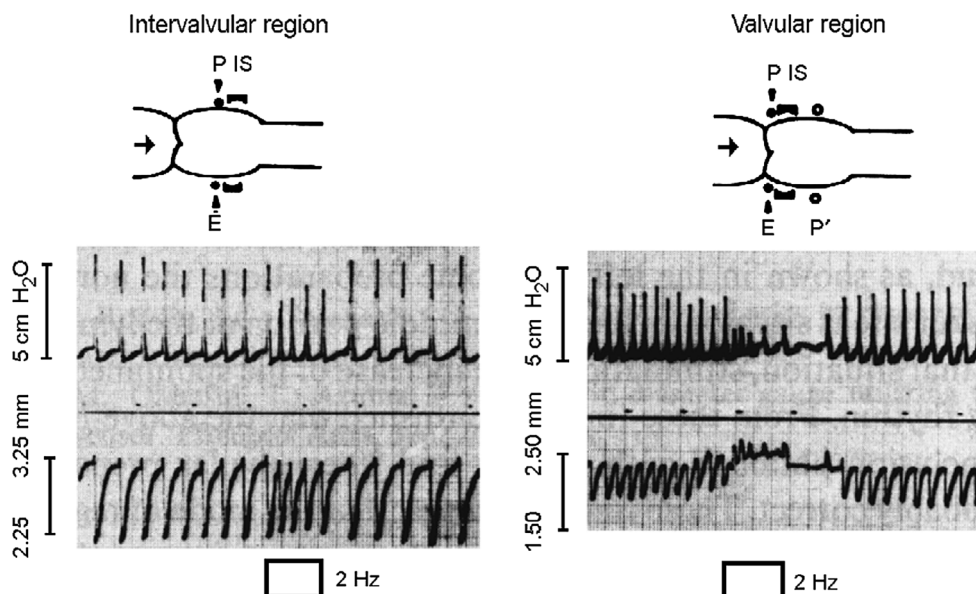 Intervalvular region
P IS
E
5 cm H₂O
3.25 mm
2.25
2 Hz
Valvular region
P IS
E P′
5 cm H₂O
2.50 mm
1.50
2 Hz